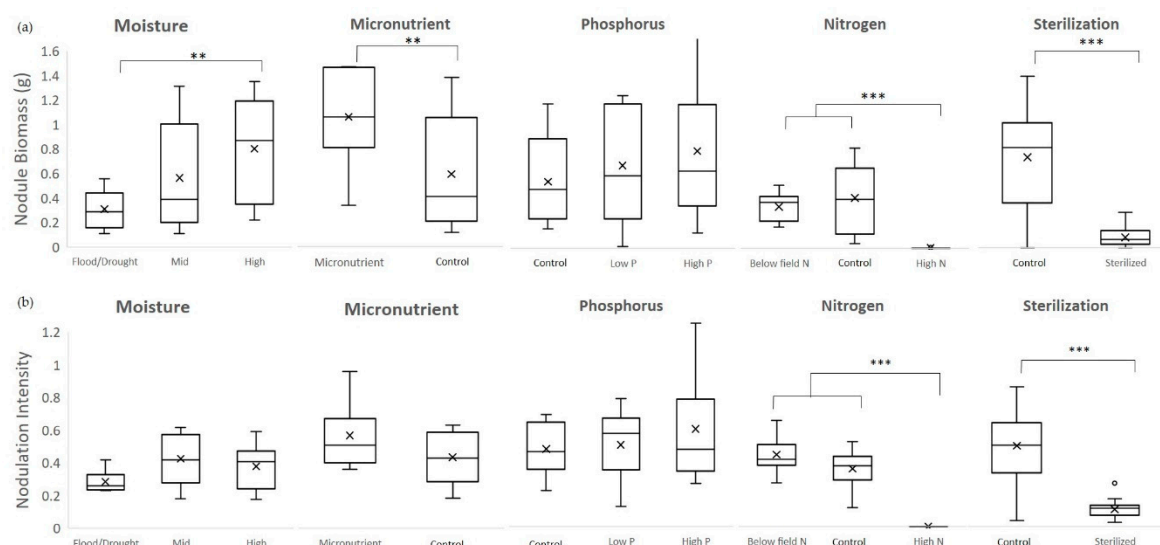 (a)
Moisture Micronutrient Phosphorus Nitrogen Sterilization
Nodule Biomass (g)
1.6
1.4
1.2
1
0.8
0.6
0.4
0.2
0
** ** *** ***
Flood/Drought Mid High Micronutrient Control Control Low P High P Below field N Control High N Control Sterilized
(b)
Moisture Micronutrient Phosphorus Nitrogen Sterilization
Nodulation Intensity
1.2
1
0.8
0.6
0.4
0.2
0
*** ***
Flood/Drought Mid High Micronutrient Control Control Low P High P Below field N Control High N Control Sterilized